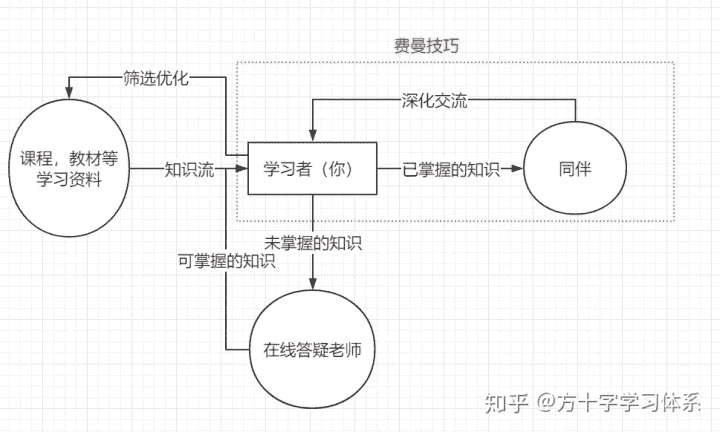 费曼技巧
筛选优化
深化交流
课程，教材等
学习资料
知识流
学习者（你）
已掌握的知识
同伴
未掌握的知识
可掌握的知识
在线答疑老师
知乎 @方十字学习体系